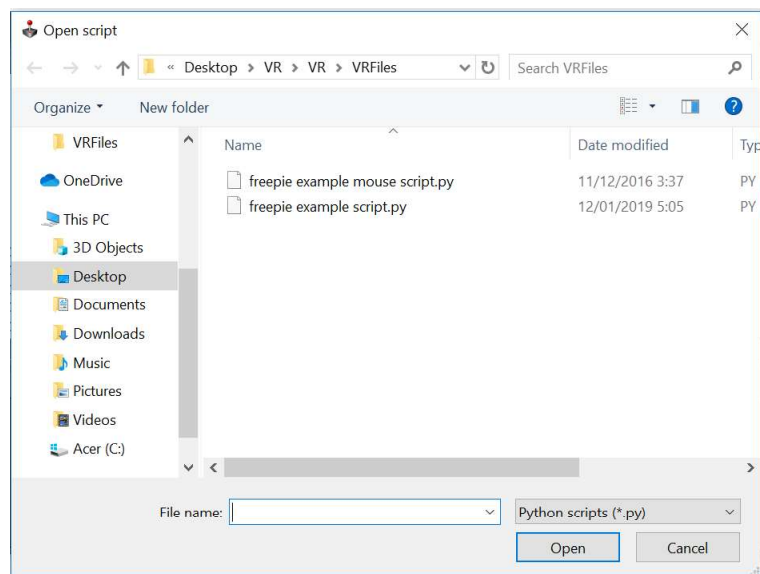 Open script
« Desktop > VR > VR > VRFiles
Search VRFiles
Organize
New folder
?
VRFiles
OneDrive
This PC
3D Objects
Desktop
Documents
Downloads
Music
Pictures
Videos
Acer (C:)
Name Date modified Typ
freepie example mouse script.py 11/12/2016 3:37 PY
freepie example script.py 12/01/2019 5:05 PY
File name:
Python scripts (*.py)
Open Cancel